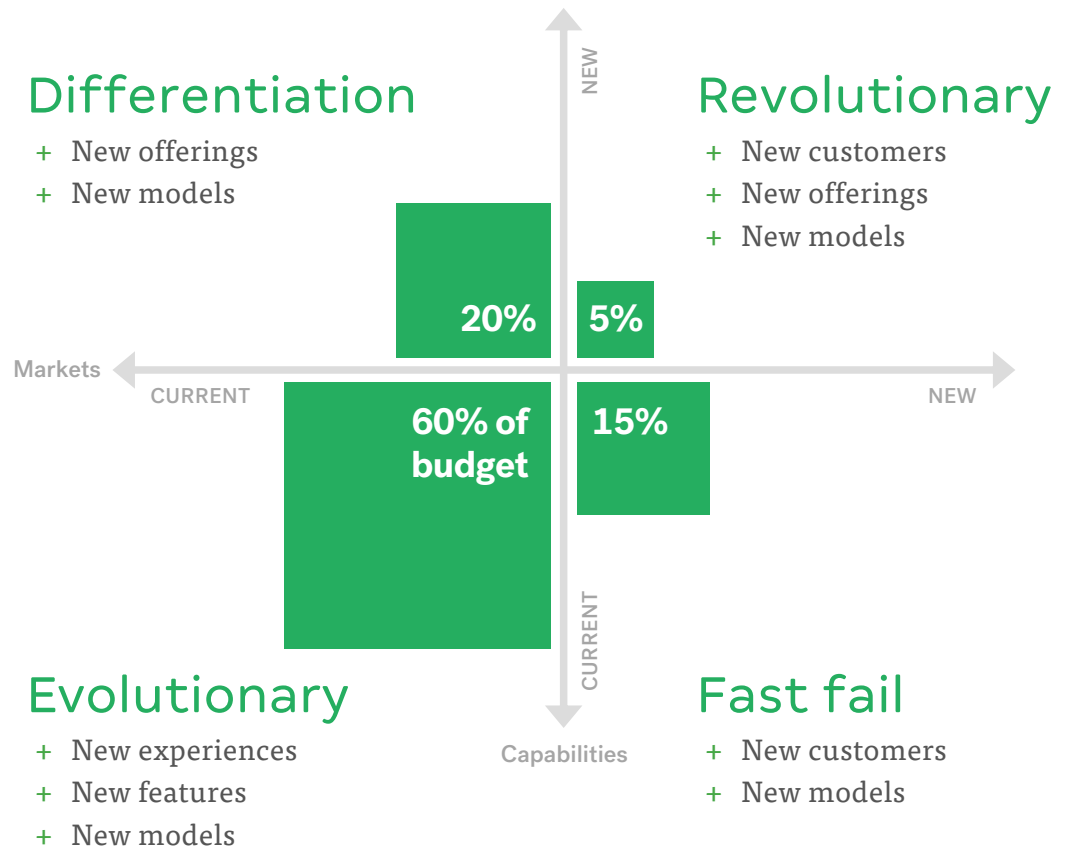 NEW
Differentiation
+ New offerings
+ New models
Revolutionary
+ New customers
+ New offerings
+ New models
20%
5%
Markets
CURRENT
NEW
60% of
budget
15%
CURRENT
Capabilities
Evolutionary
+ New experiences
+ New features
+ New models
Fast fail
+ New customers
+ New models